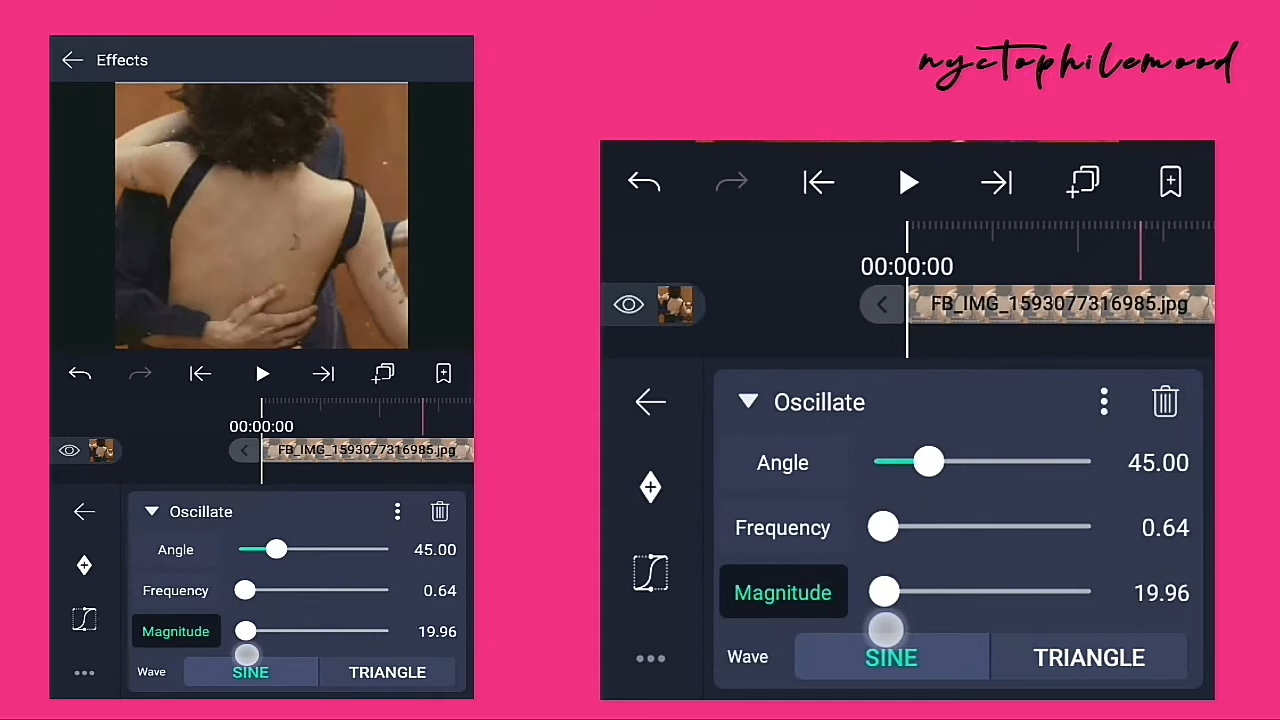 nyctophilemood
Effects
00:00:00
FB_IMG_1593077316985.jpg
Oscillate
Angle 45.00
Frequency 0.64
Magnitude 19.96
Wave SINE TRIANGLE
00:00:00
FB_IMG_1593077316985.jpg
Oscillate
Angle 45.00
Frequency 0.64
Magnitude 19.96
Wave SINE TRIANGLE